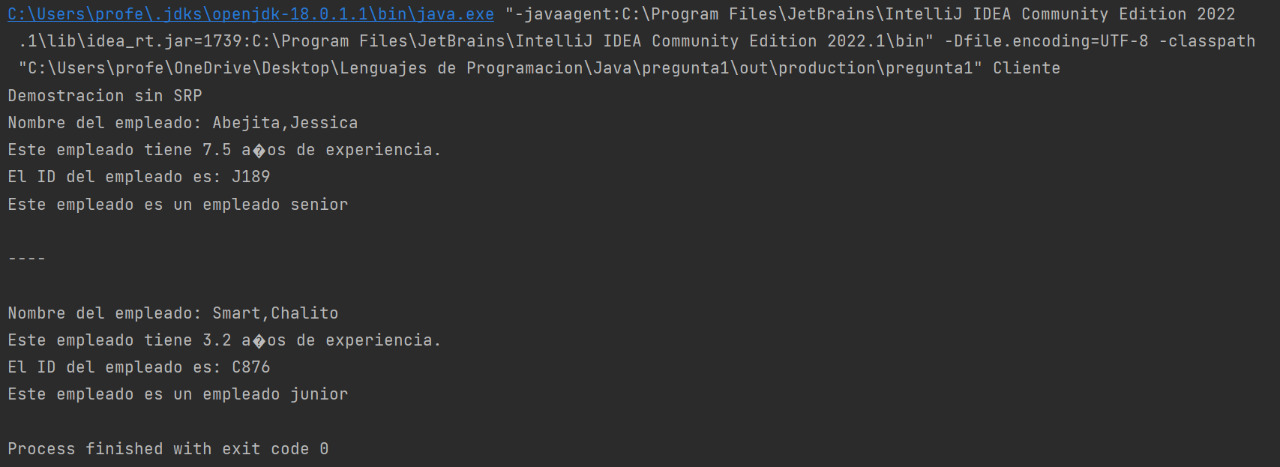 C:\Users\profe\.jdks\openjdk-18.0.1.1\bin\java.exe "-javaagent:C:\Program Files\JetBrains\IntelliJ IDEA Community Edition 2022
.1\lib\idea_rt.jar=1739:C:\Program Files\JetBrains\IntelliJ IDEA Community Edition 2022.1\bin" -Dfile.encoding=UTF-8 -classpath
"C:\Users\profe\OneDrive\Desktop\Lenguajes de Programacion\Java\pregunta1\out\production\pregunta1" Cliente
Demostracion sin SRP
Nombre del empleado: Abejita,Jessica
Este empleado tiene 7.5 a�os de experiencia.
El ID del empleado es: J189
Este empleado es un empleado senior
----
Nombre del empleado: Smart,Chalito
Este empleado tiene 3.2 a�os de experiencia.
El ID del empleado es: C876
Este empleado es un empleado junior
Process finished with exit code 0